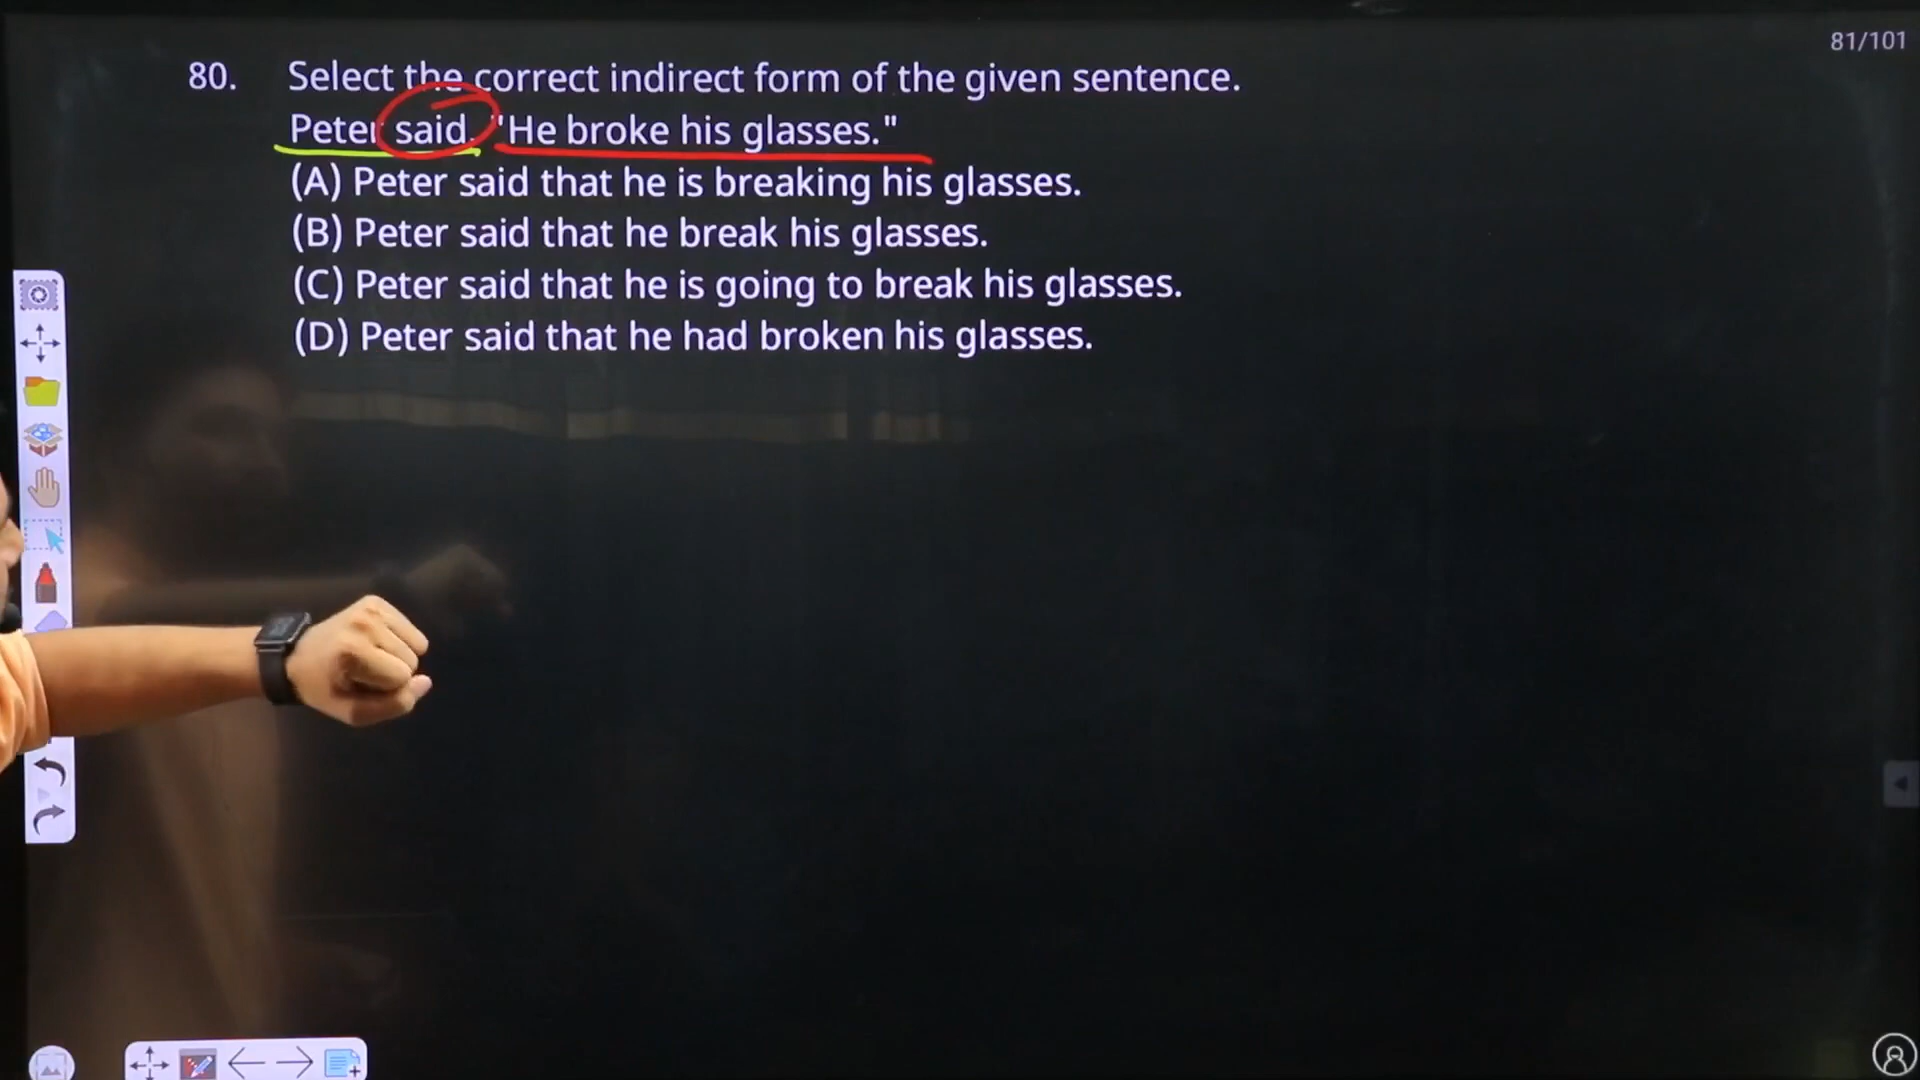 81/101
80. Select the correct indirect form of the given sentence.
Peter said, "He broke his glasses."
(A) Peter said that he is breaking his glasses.
(B) Peter said that he break his glasses.
(C) Peter said that he is going to break his glasses.
(D) Peter said that he had broken his glasses.